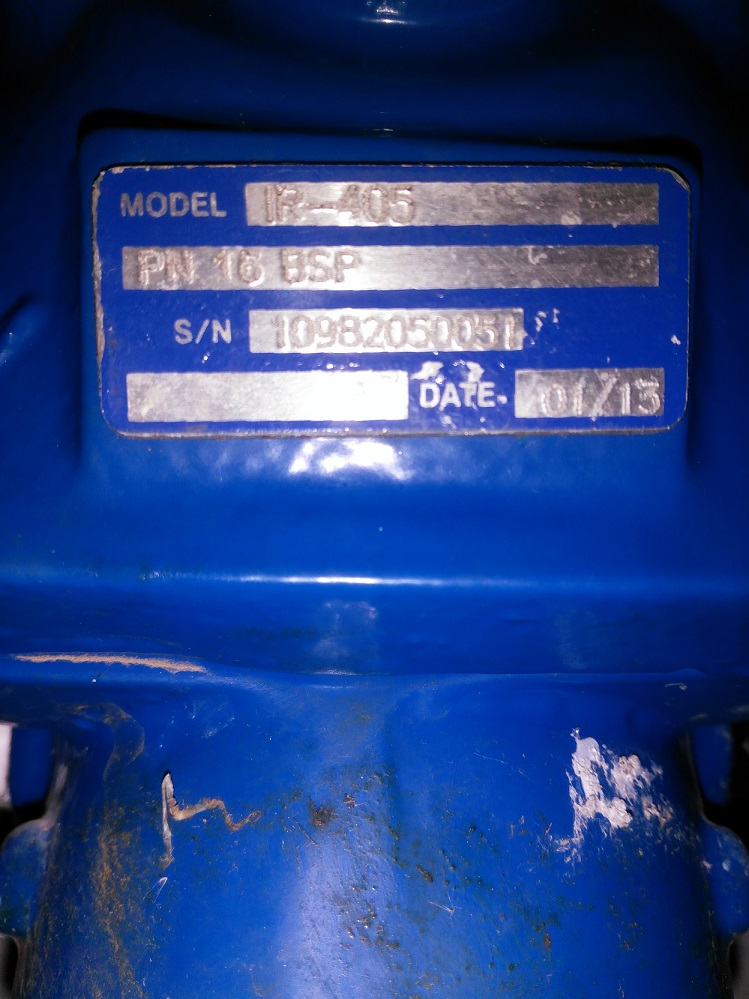 MODEL IR-405
PN 16 BSP
S/N 10982050051
DATE. 01/13